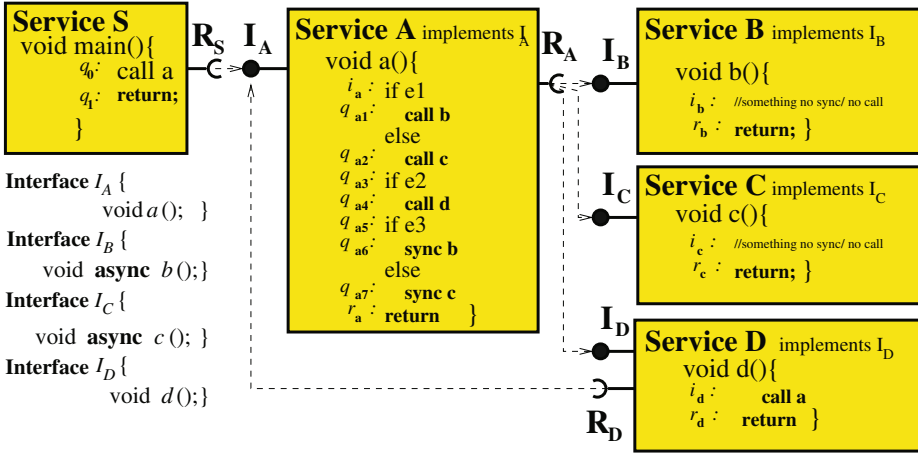 Service S
void main(){
q0: call a
q1: return;
}
RS
IA
Service A implements IA
void a(){
ia : if e1
qa1: call b
else
qa2: call c
qa3: if e2
qa4: call d
qa5: if e3
qa6: sync b
else
qa7: sync c
ra : return }
RA
IB
Service B implements IB
void b(){
ib : //something no sync/ no call
rb : return; }
IC
Service C implements IC
void c(){
ic : //something no sync/ no call
rc : return; }
ID
Service D implements ID
void d(){
id : call a
rd : return }
RD
Interface IA {
void a(); }
Interface IB {
void async b();}
Interface IC {
void async c(); }
Interface ID {
void d();}